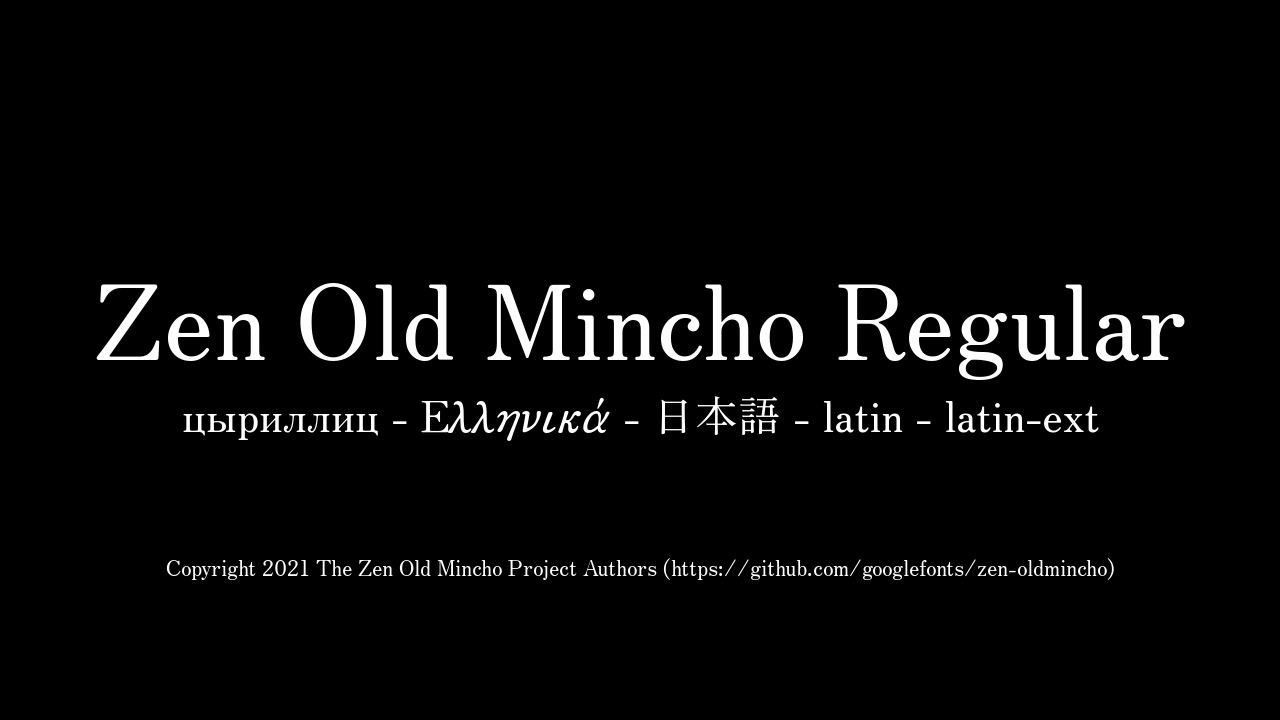 Zen Old Mincho Regular
цыриллиц - Ελληνικά - 日本語 - latin - latin-ext
Copyright 2021 The Zen Old Mincho Project Authors (https://github.com/googlefonts/zen-oldmincho)